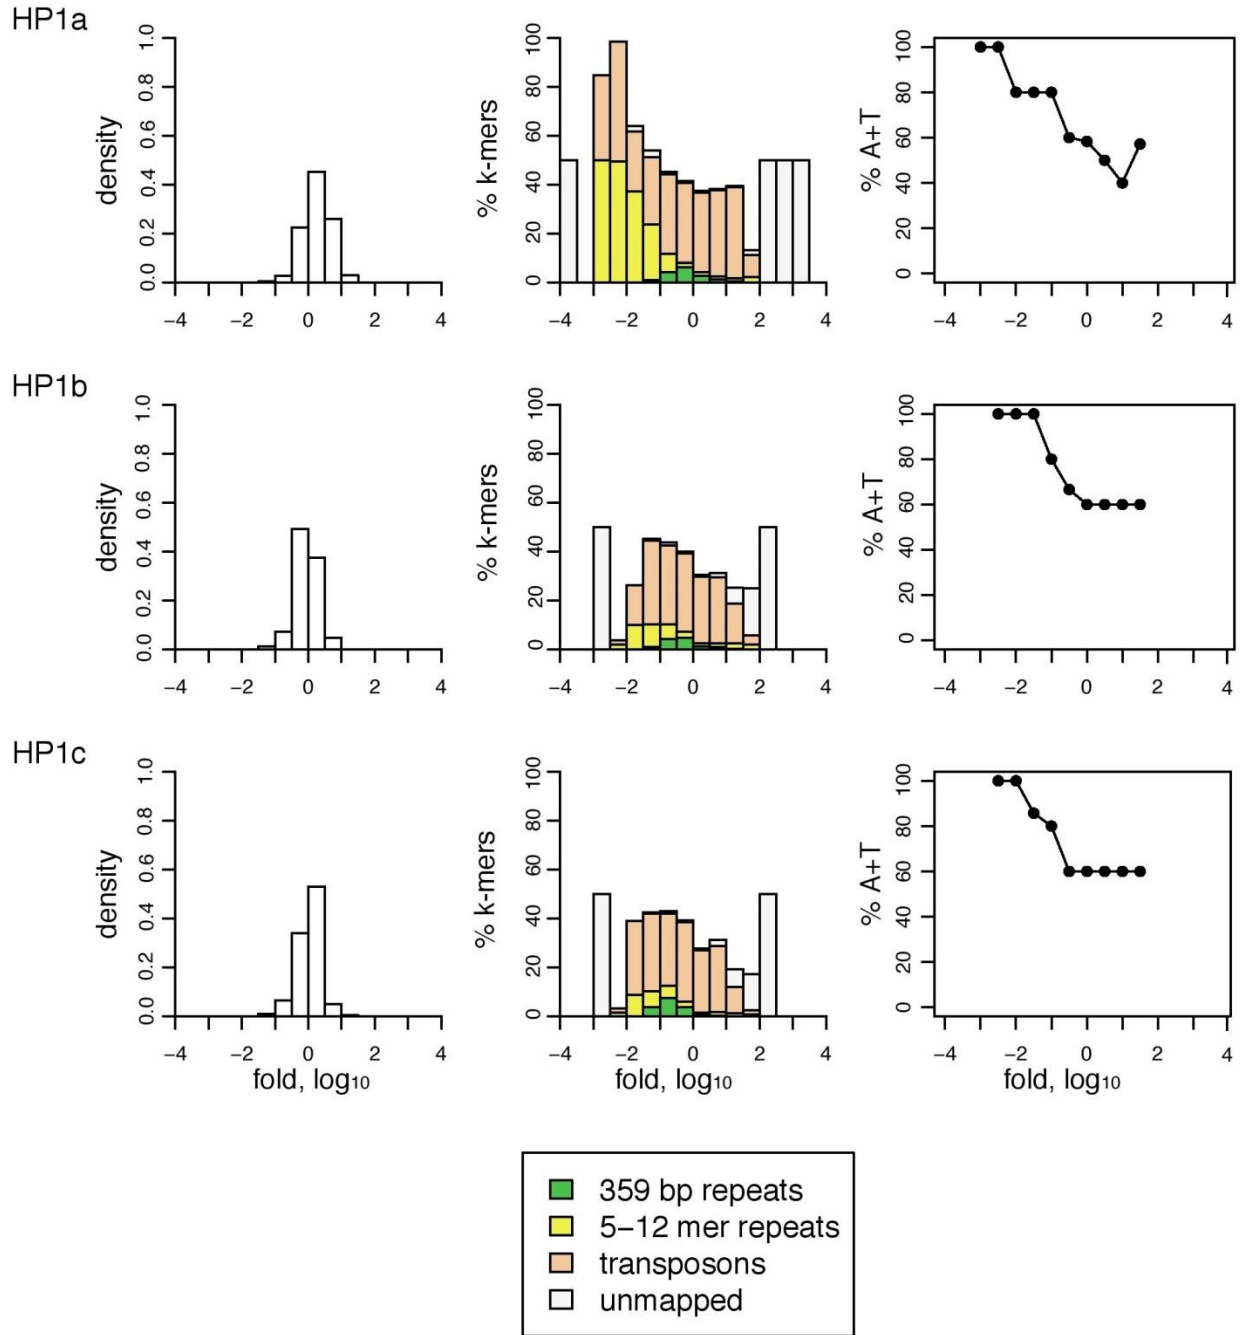 HP1a
density
0.0 0.2 0.4 0.6 0.8 1.0
−4 −2 0 2 4
% k-mers
0 20 40 60 80 100
−4 −2 0 2 4
% A+T
0 20 40 60 80 100
−4 −2 0 2 4
HP1b
density
0.0 0.2 0.4 0.6 0.8 1.0
−4 −2 0 2 4
% k-mers
0 20 40 60 80 100
−4 −2 0 2 4
% A+T
0 20 40 60 80 100
−4 −2 0 2 4
HP1c
density
0.0 0.2 0.4 0.6 0.8 1.0
−4 −2 0 2 4
fold, log10
% k-mers
0 20 40 60 80 100
−4 −2 0 2 4
fold, log10
% A+T
0 20 40 60 80 100
−4 −2 0 2 4
fold, log10
359 bp repeats
5−12 mer repeats
transposons
unmapped